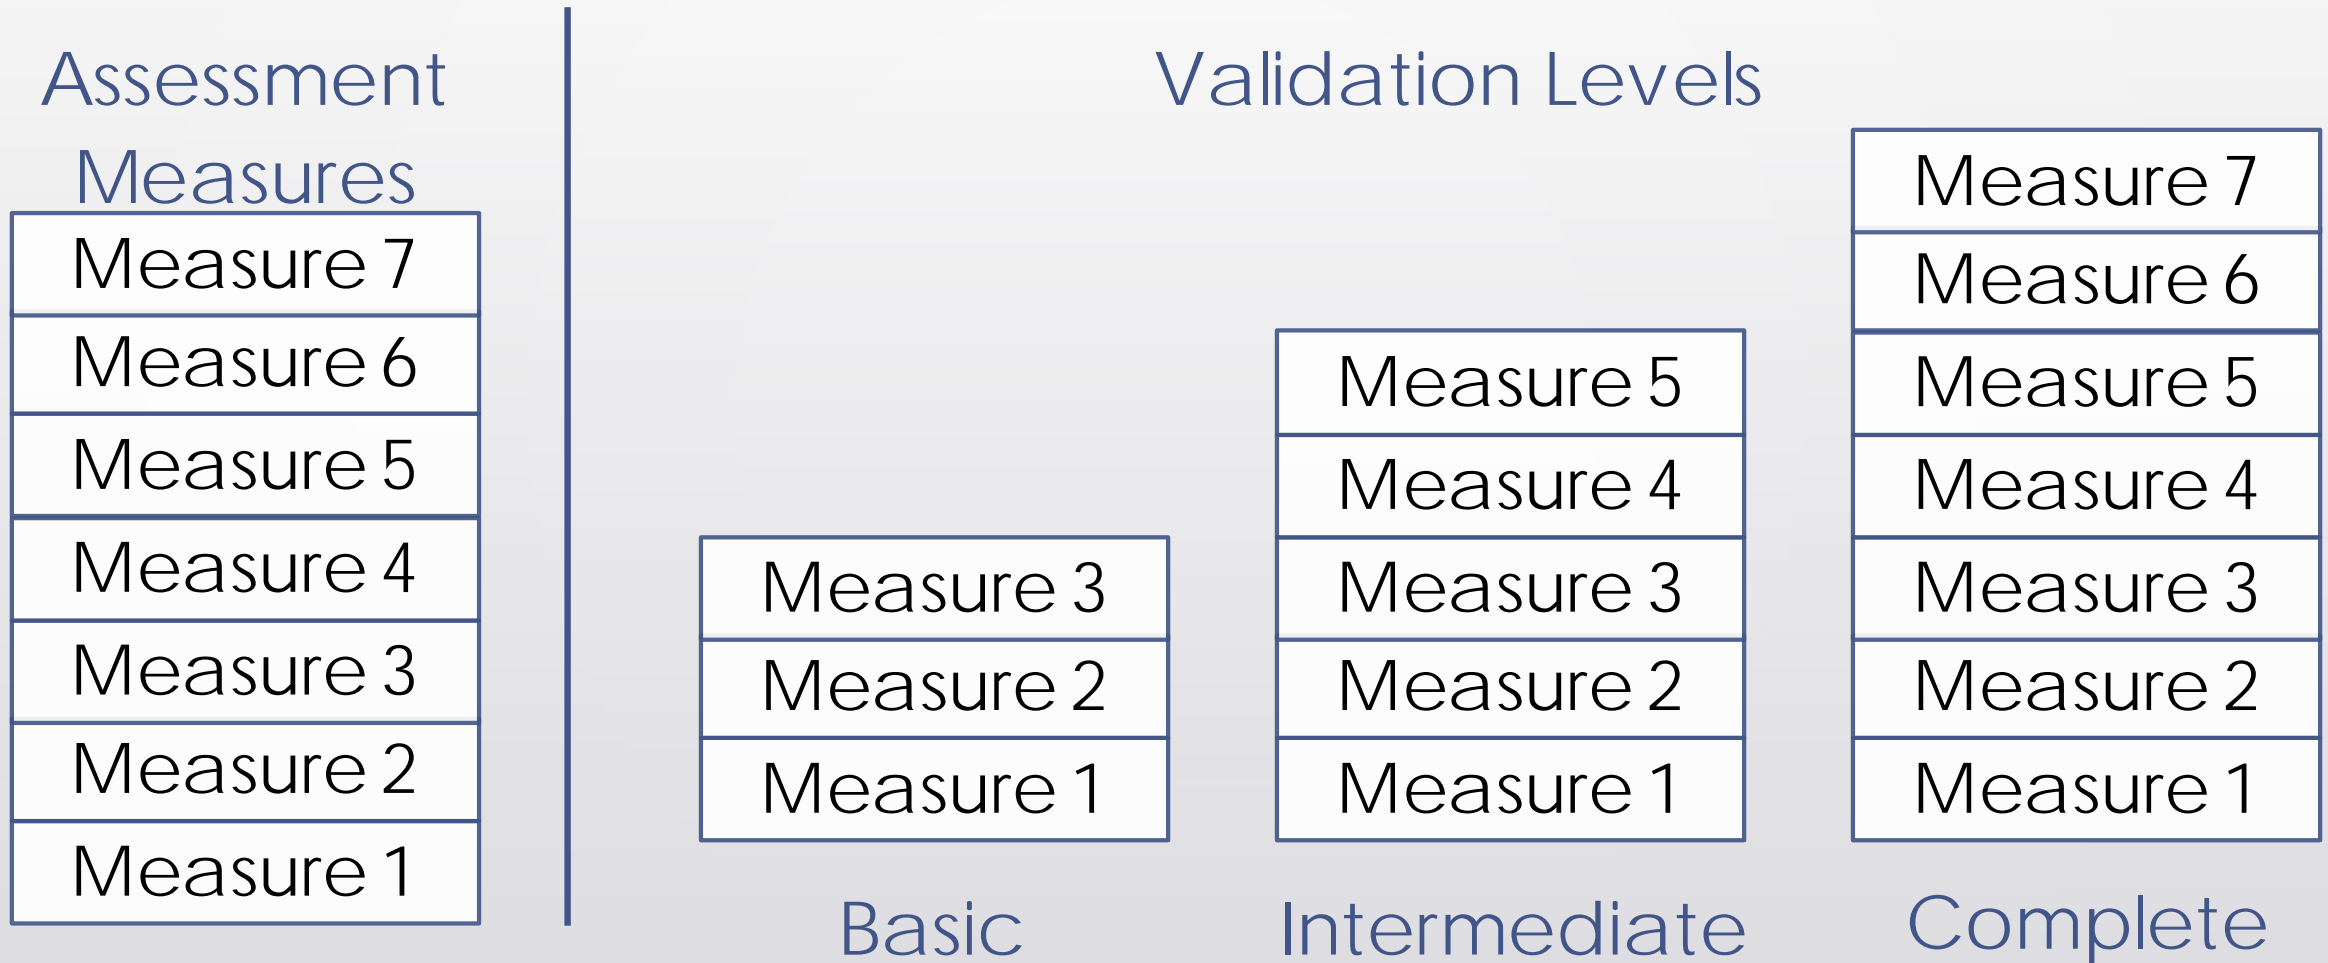 Assessment
Measures
Measure 7
Measure 6
Measure 5
Measure 4
Measure 3
Measure 2
Measure 1
Validation Levels
Measure 3
Measure 2
Measure 1
Basic
Measure 5
Measure 4
Measure 3
Measure 2
Measure 1
Intermediate
Measure 7
Measure 6
Measure 5
Measure 4
Measure 3
Measure 2
Measure 1
Complete